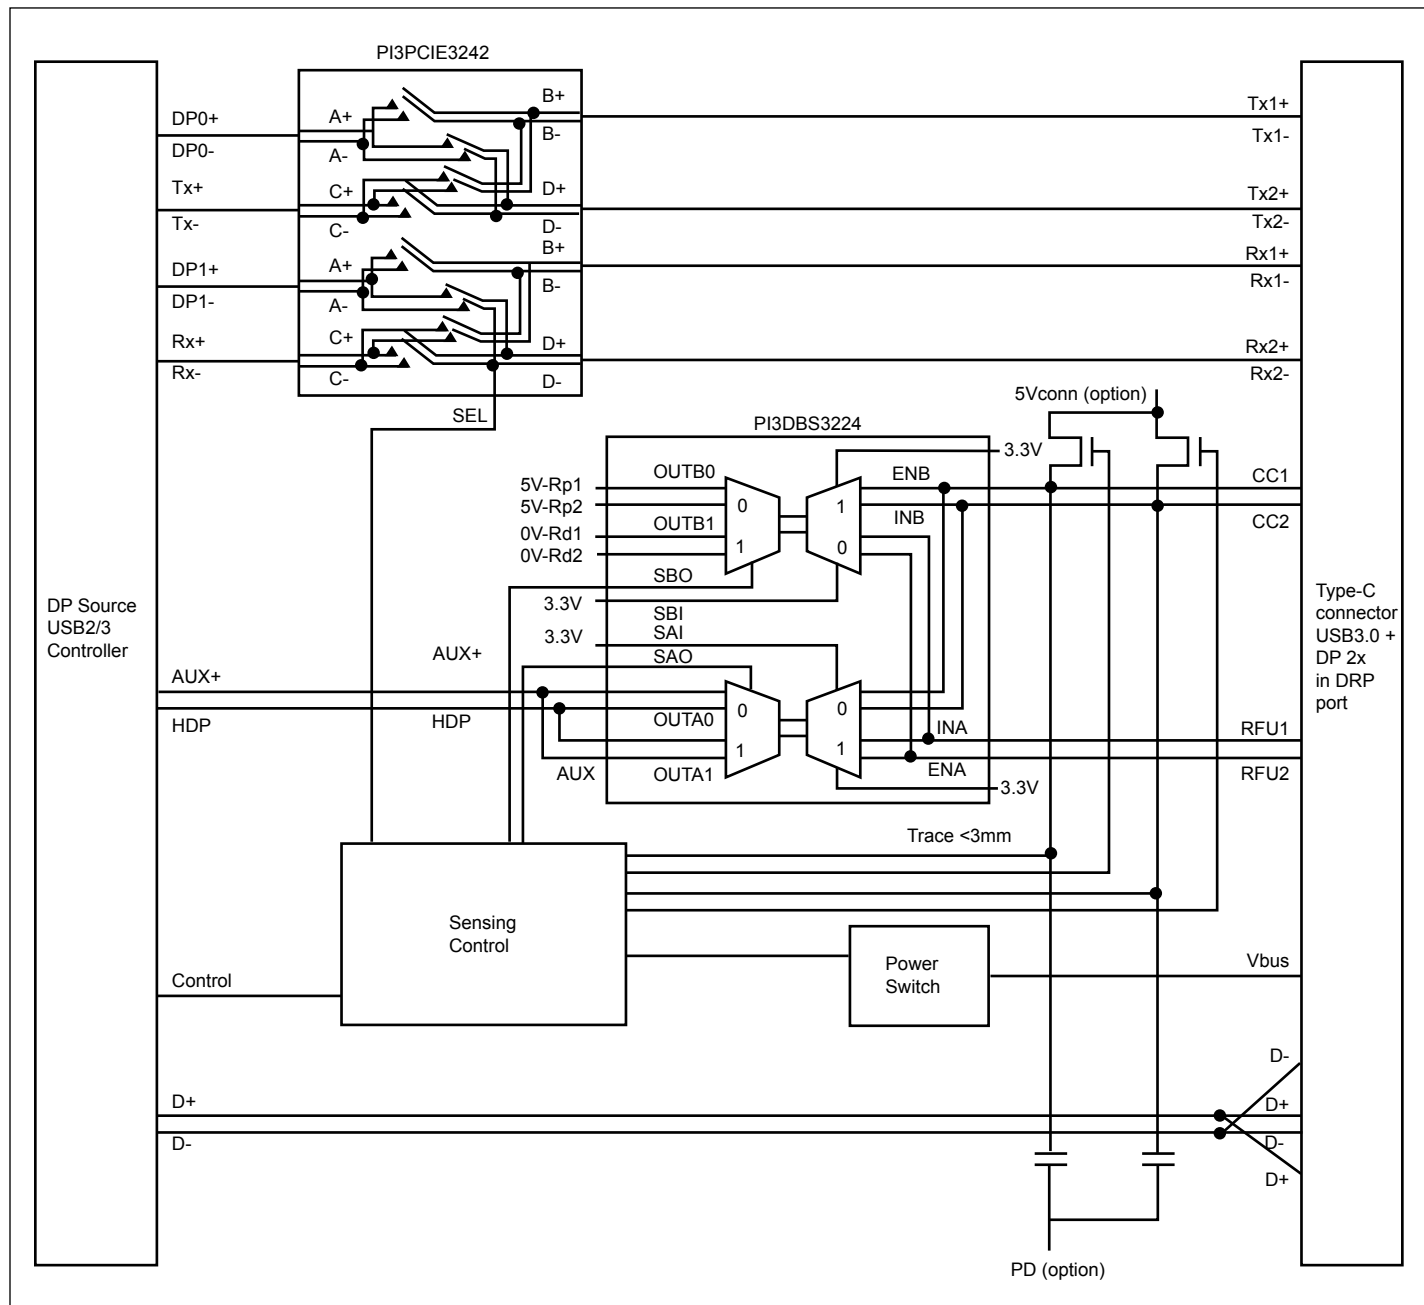 PI3PCIE3242
DP0+
DP0-
Tx+
Tx-
DP1+
DP1-
Rx+
Rx-
A+
A-
C+
C-
A+
A-
C+
C-
B+
B-
D+
D-
B+
B-
D+
D-
SEL
Tx1+
Tx1-
Tx2+
Tx2-
Rx1+
Rx1-
Rx2+
Rx2-
5Vconn (option)
PI3DBS3224
3.3V
5V-Rp1
5V-Rp2
0V-Rd1
0V-Rd2
OUTB0
OUTB1
0
1
1
0
ENB
INB
CC1
CC2
SBO
3.3V
SBI
3.3V
SAI
SAO
DP Source
USB2/3
Controller
AUX+
HDP
AUX+
HDP
AUX
OUTA0
OUTA1
0
1
0
1
INA
ENA
3.3V
RFU1
RFU2
Type-C
connector
USB3.0 +
DP 2x
in DRP
port
Trace <3mm
Sensing
Control
Power
Switch
Control
Vbus
D+
D-
D-
D+
D-
D+
PD (option)